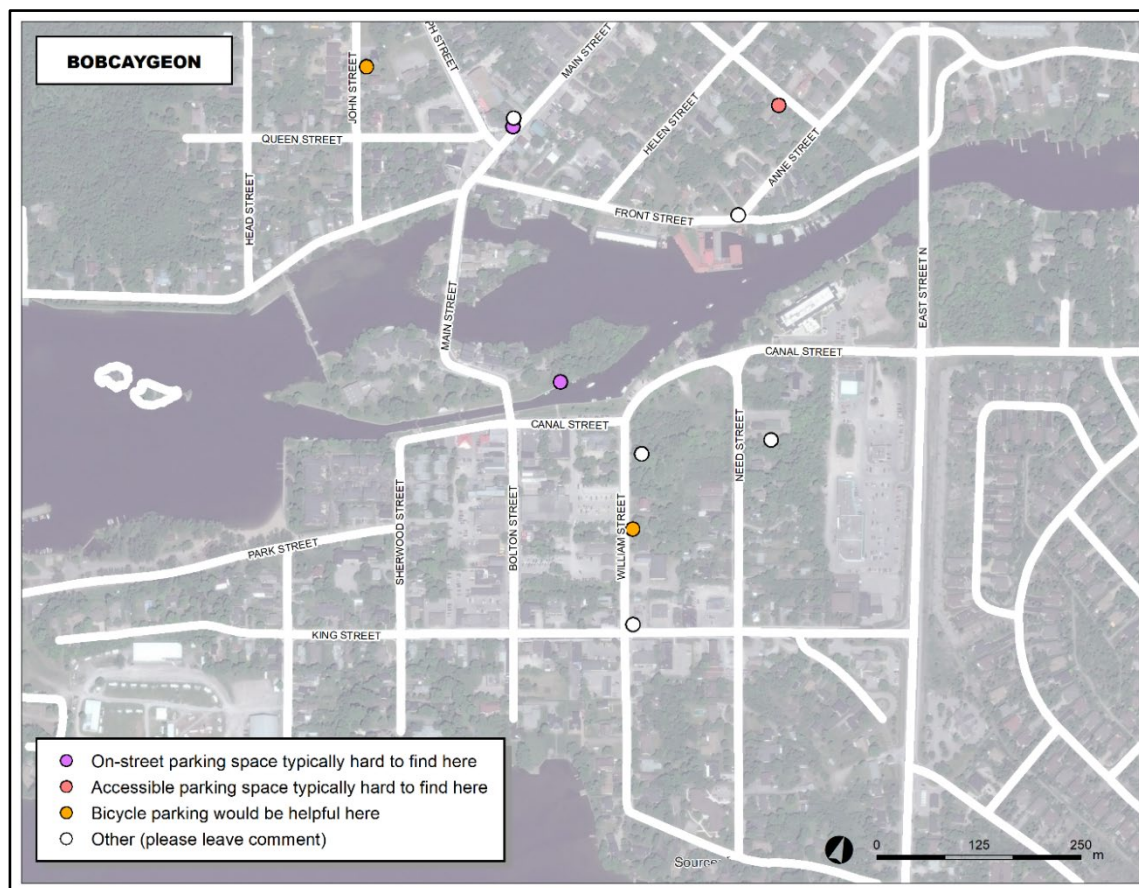 BOBCAYGEON
PH STREET
MAIN STREET
JOHN STREET
QUEEN STREET
HELEN STREET
ANNE STREET
HEAD STREET
FRONT STREET
EAST STREET N
MAIN STREET
CANAL STREET
CANAL STREET
NEED STREET
SHERWOOD STREET
BOLTON STREET
WILLIAM STREET
PARK STREET
KING STREET
On-street parking space typically hard to find here
Accessible parking space typically hard to find here
Bicycle parking would be helpful here
Other (please leave comment)
0 125 250
m